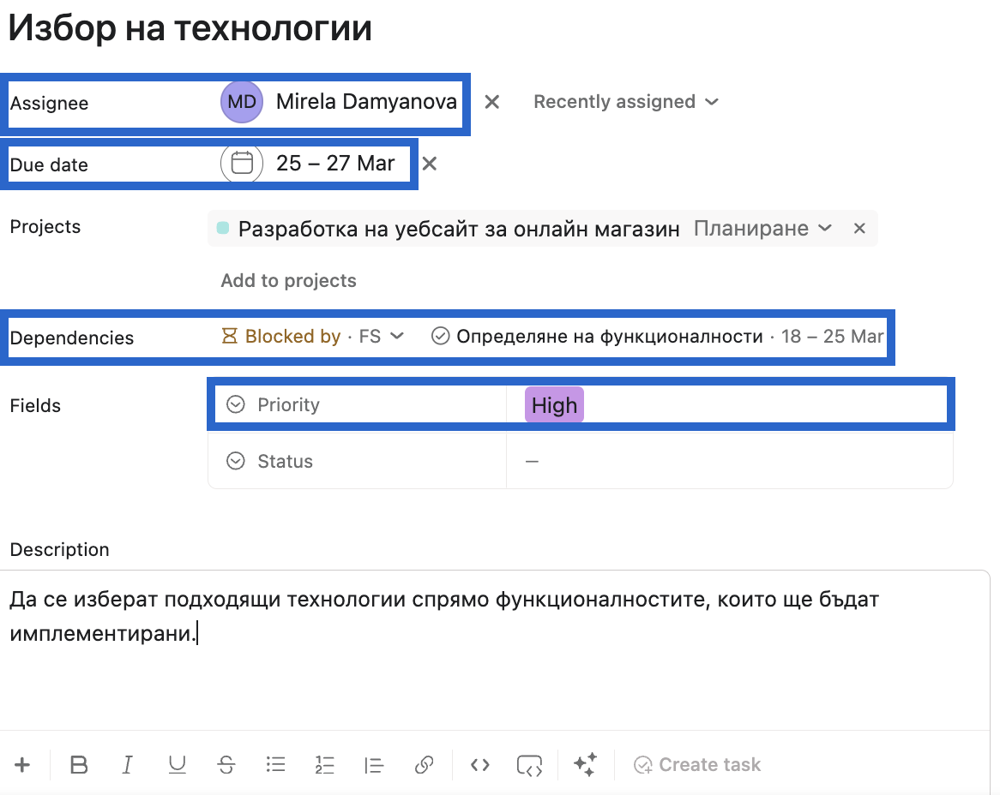 Избор на технологии
Assignee MD Mirela Damyanova Recently assigned
Due date 25 – 27 Mar
Projects Разработка на уебсайт за онлайн магазин Планиране
Add to projects
Dependencies Blocked by · FS Определяне на функционалности · 18 – 25 Mar
Fields Priority High
Status —
Description
Да се изберат подходящи технологии спрямо функционалностите, които ще бъдат
имплементирани.
Create task